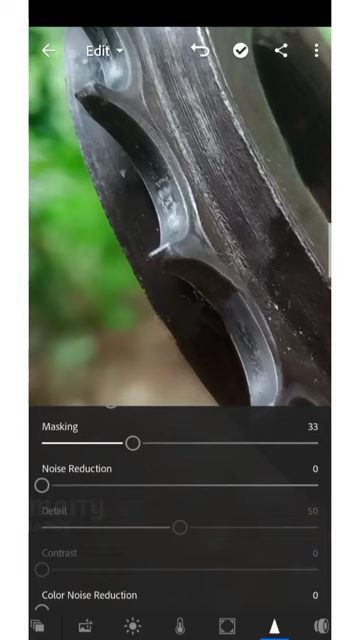 Edit
Masking 33
Noise Reduction 0
Detail 50
Contrast 0
Color Noise Reduction 0